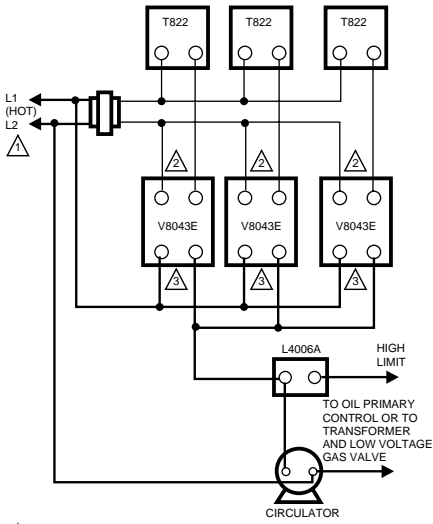 T822
T822
T822
L1
(HOT)
L2
1
2
2
2
V8043E
V8043E
V8043E
3
3
3
L4006A
HIGH
LIMIT
TO OIL PRIMARY
CONTROL OR TO
TRANSFORMER
AND LOW VOLTAGE
GAS VALVE
CIRCULATOR